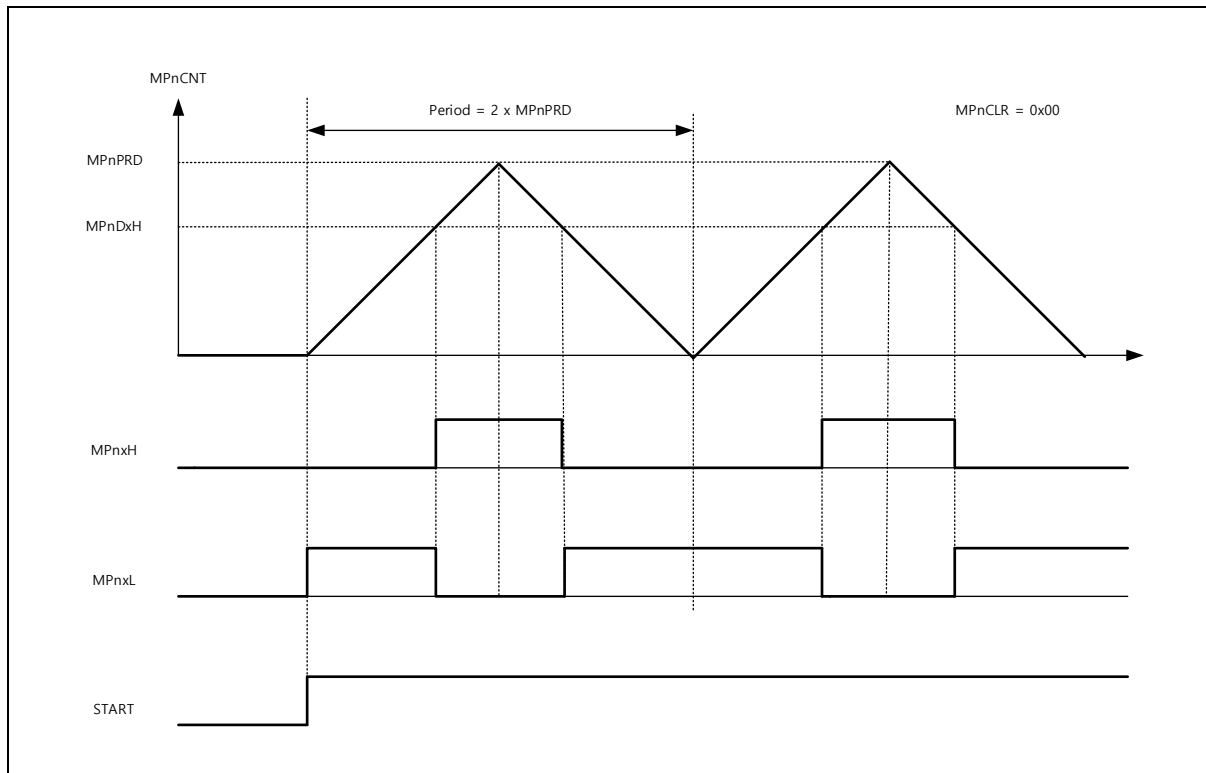 MPnCNT
Period = 2 x MPnPRD
MPnCLR = 0x00
MPnPRD
MPnDxH
MPnxH
MPnxL
START